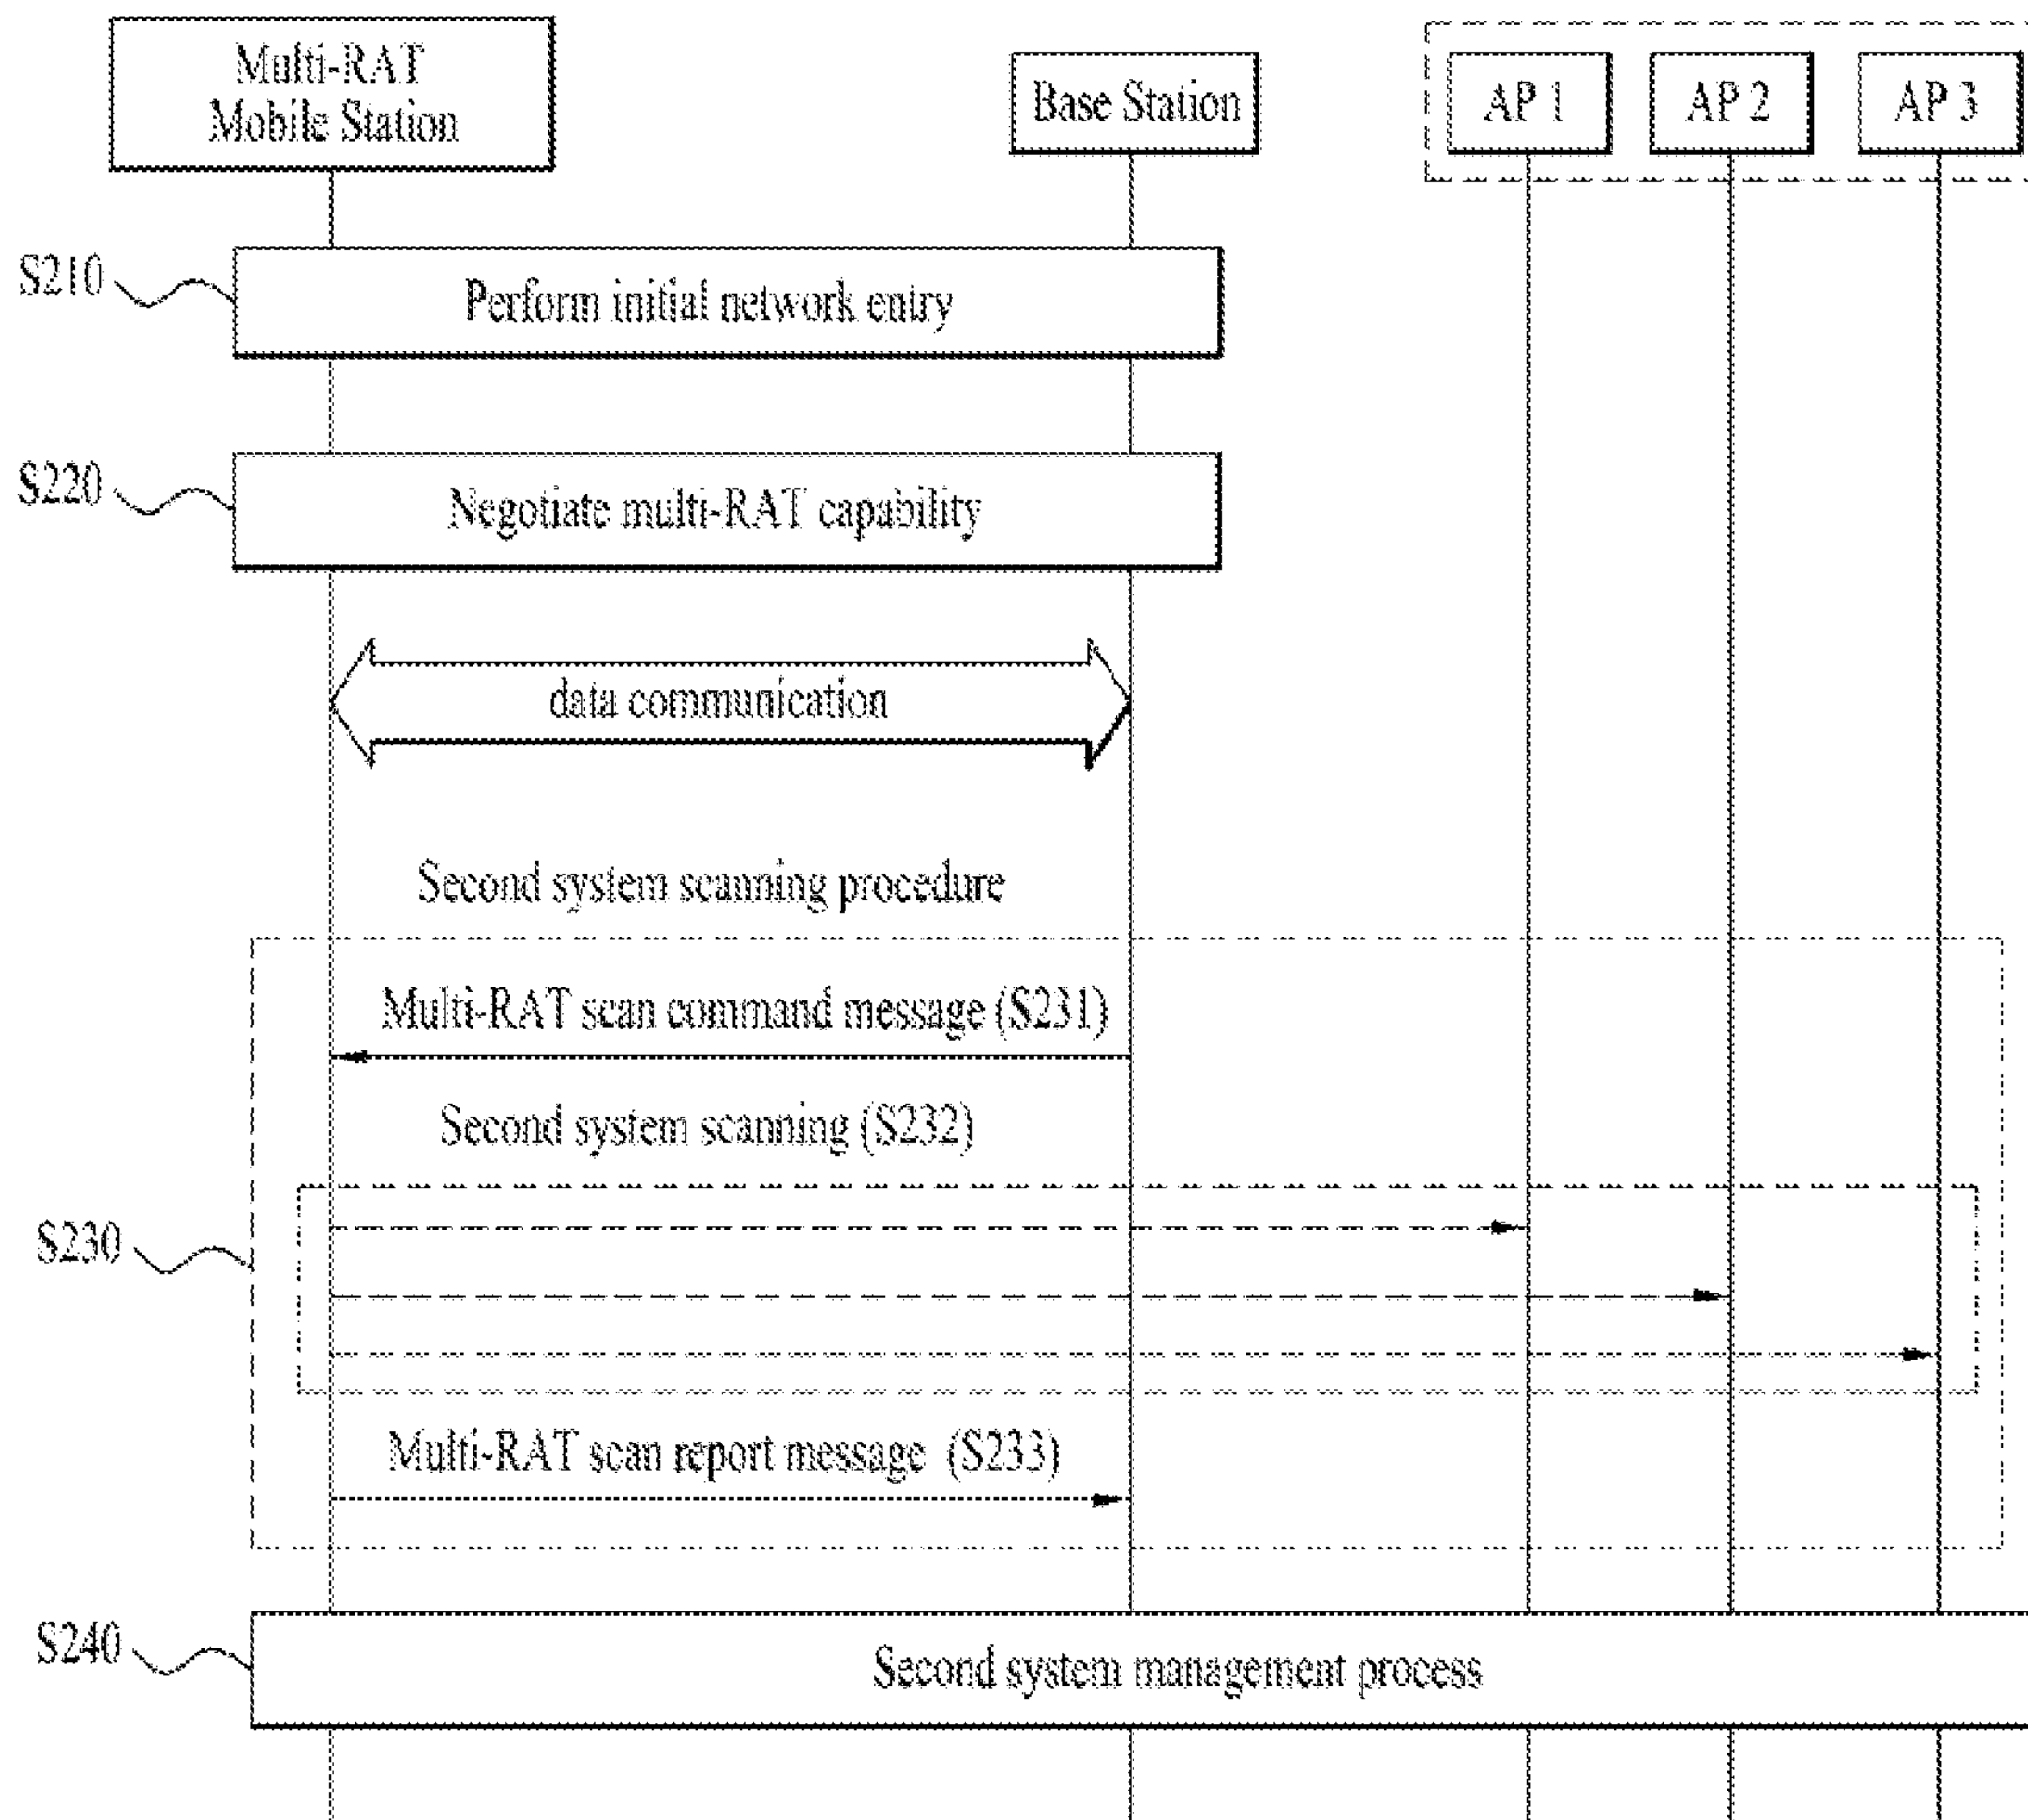 Multi-RAT
Mobile Station
Base Station
AP 1
AP 2
AP 3
S210
Perform initial network entry
S220
Negotiate multi-RAT capability
data communication
Second system scanning procedure
Multi-RAT scan command message (S231)
Second system scanning (S232)
S230
Multi-RAT scan report message (S233)
S240
Second system management process